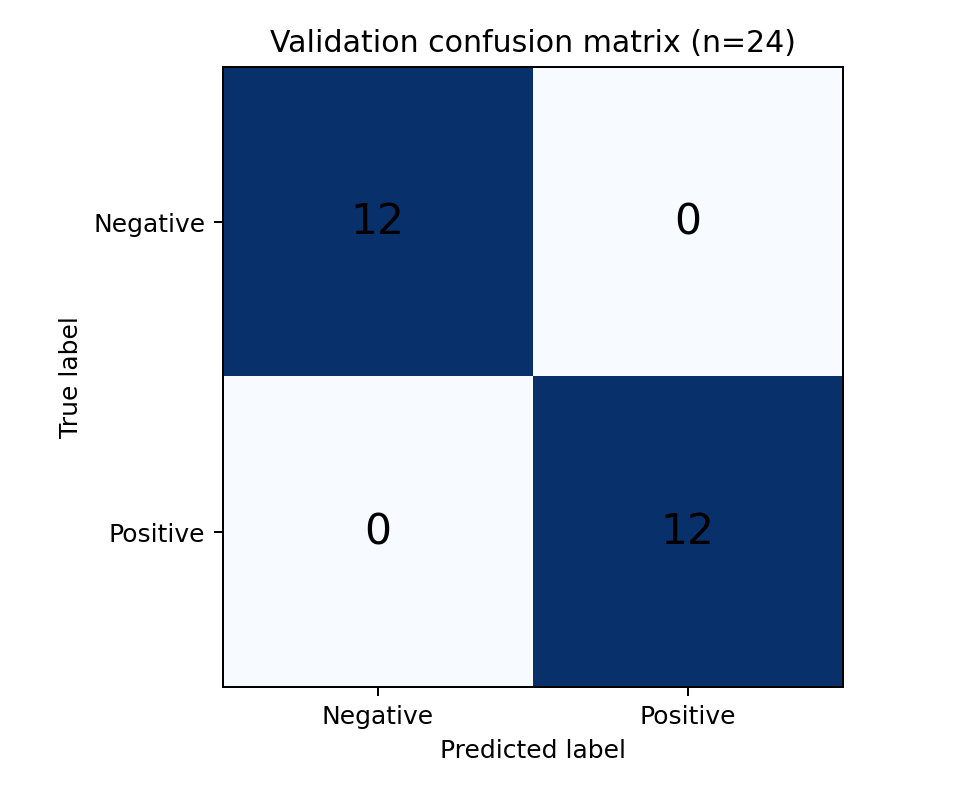 Validation confusion matrix (n=24)
Negative
12
0
True label
Positive
0
12
Negative
Positive
Predicted label